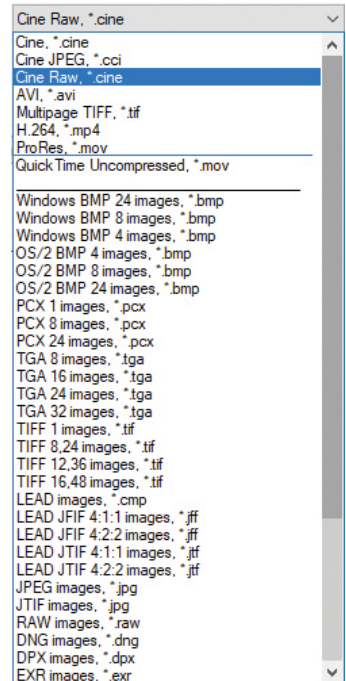 Cine Raw, *.cine
Cine, *.cine
Cine JPEG, *.cci
Cine Raw, *.cine
AVI, *.avi
Multipage TIFF, *.tif
H.264, *.mp4
ProRes, *.mov
QuickTime Uncompressed, *.mov
Windows BMP 24 images, *.bmp
Windows BMP 8 images, *.bmp
Windows BMP 4 images, *.bmp
OS/2 BMP 4 images, *.bmp
OS/2 BMP 8 images, *.bmp
OS/2 BMP 24 images, *.bmp
PCX 1 images, *.pcx
PCX 8 images, *.pcx
PCX 24 images, *.pcx
TGA 8 images, *.tga
TGA 16 images, *.tga
TGA 24 images, *.tga
TGA 32 images, *.tga
TIFF 1 images, *.tif
TIFF 8,24 images, *.tif
TIFF 12,36 images, *.tif
TIFF 16,48 images, *.tif
LEAD images, *.cmp
LEAD JFIF 4:1:1 images, *.jff
LEAD JFIF 4:2:2 images, *.jff
LEAD JTIF 4:1:1 images, *.jtf
LEAD JTIF 4:2:2 images, *.jtf
JPEG images, *.jpg
JTIF images, *.jpg
RAW images, *.raw
DNG images, *.dng
DPX images, *.dpx
EXR images, *.exr